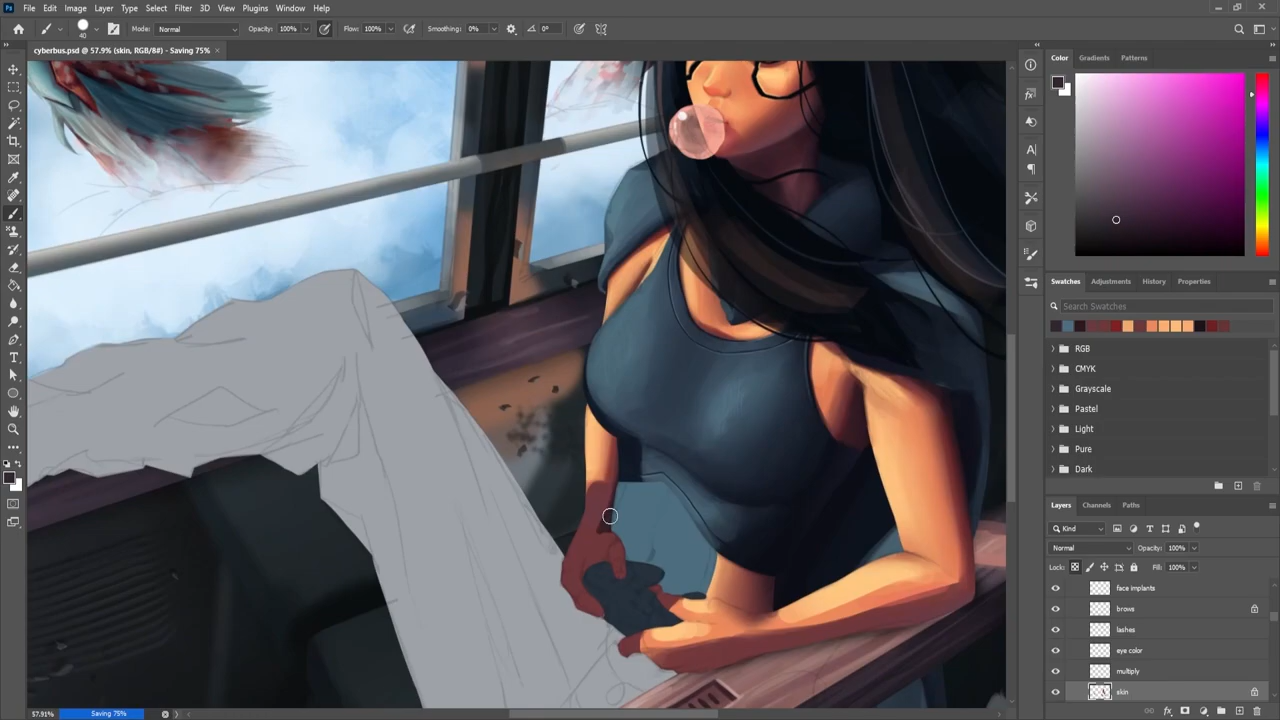 Ps File Edit Image Layer Type Select Filter 3D View Plugins Window Help
40 Mode: Normal Opacity: 100% Flow: 100% Smoothing: 0% 0°
cyberbus.psd @ 57.9% (skin, RGB/8#) - Saving 75% ×
Color Gradients Patterns
Swatches Adjustments History Properties
Search Swatches
RGB
CMYK
Grayscale
Pastel
Light
Pure
Dark
Layers Channels Paths
Kind
Normal Opacity: 100%
Lock: Fill: 100%
face implants
brows
lashes
eye color
multiply
skin
57.91% Saving 75%